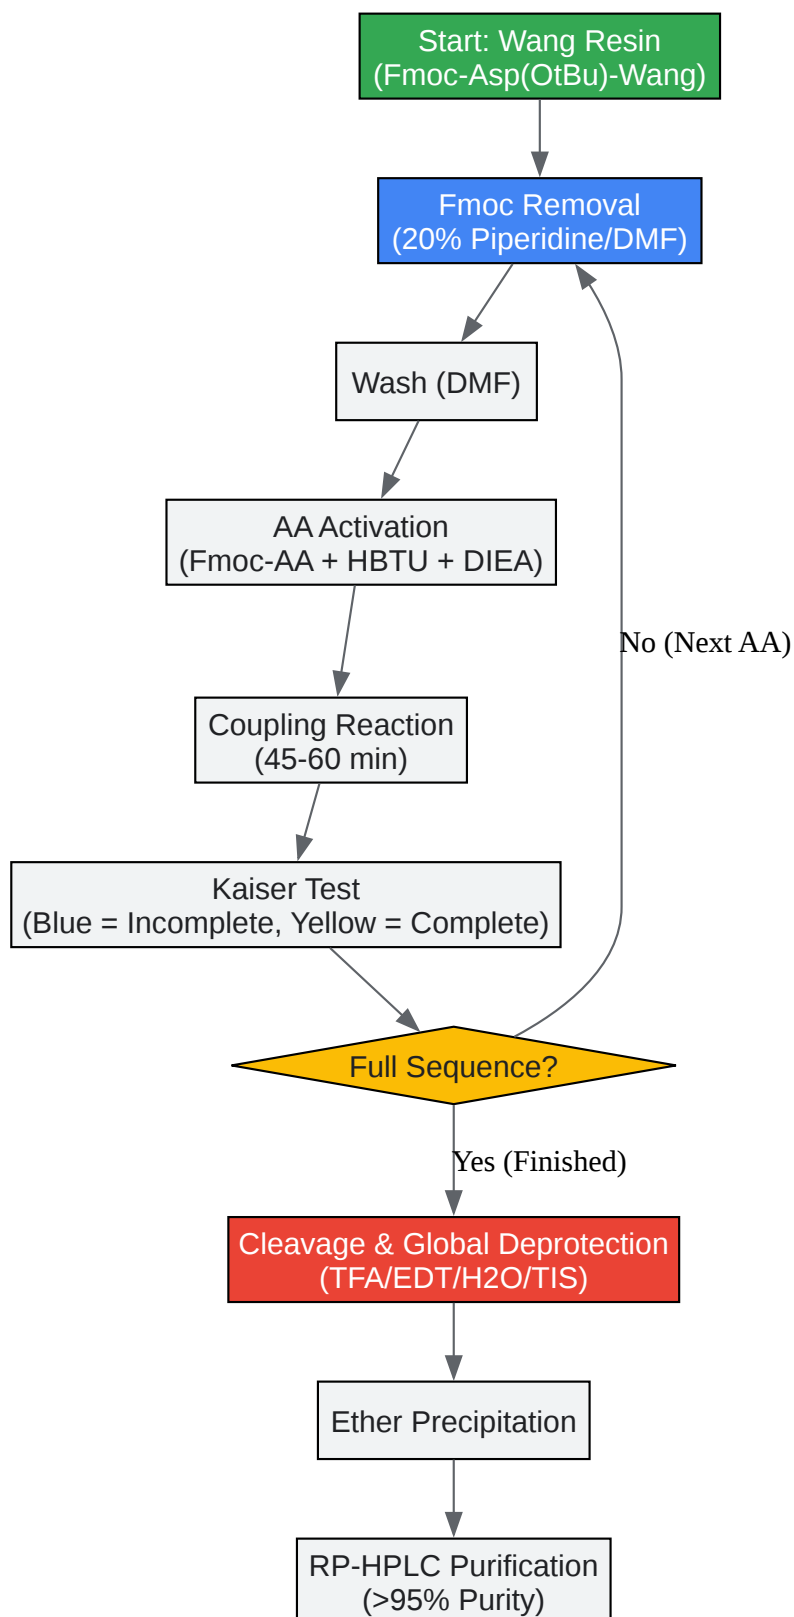 Start: Wang Resin
(Fmoc-Asp(OtBu)-Wang)
Fmoc Removal
(20% Piperidine/DMF)
Wash (DMF)
AA Activation
(Fmoc-AA + HBTU + DIEA)
No (Next AA)
Coupling Reaction
(45-60 min)
Kaiser Test
(Blue = Incomplete, Yellow = Complete)
Full Sequence?
Yes (Finished)
Cleavage & Global Deprotection
(TFA/EDT/H2O/TIS)
Ether Precipitation
RP-HPLC Purification
(>95% Purity)